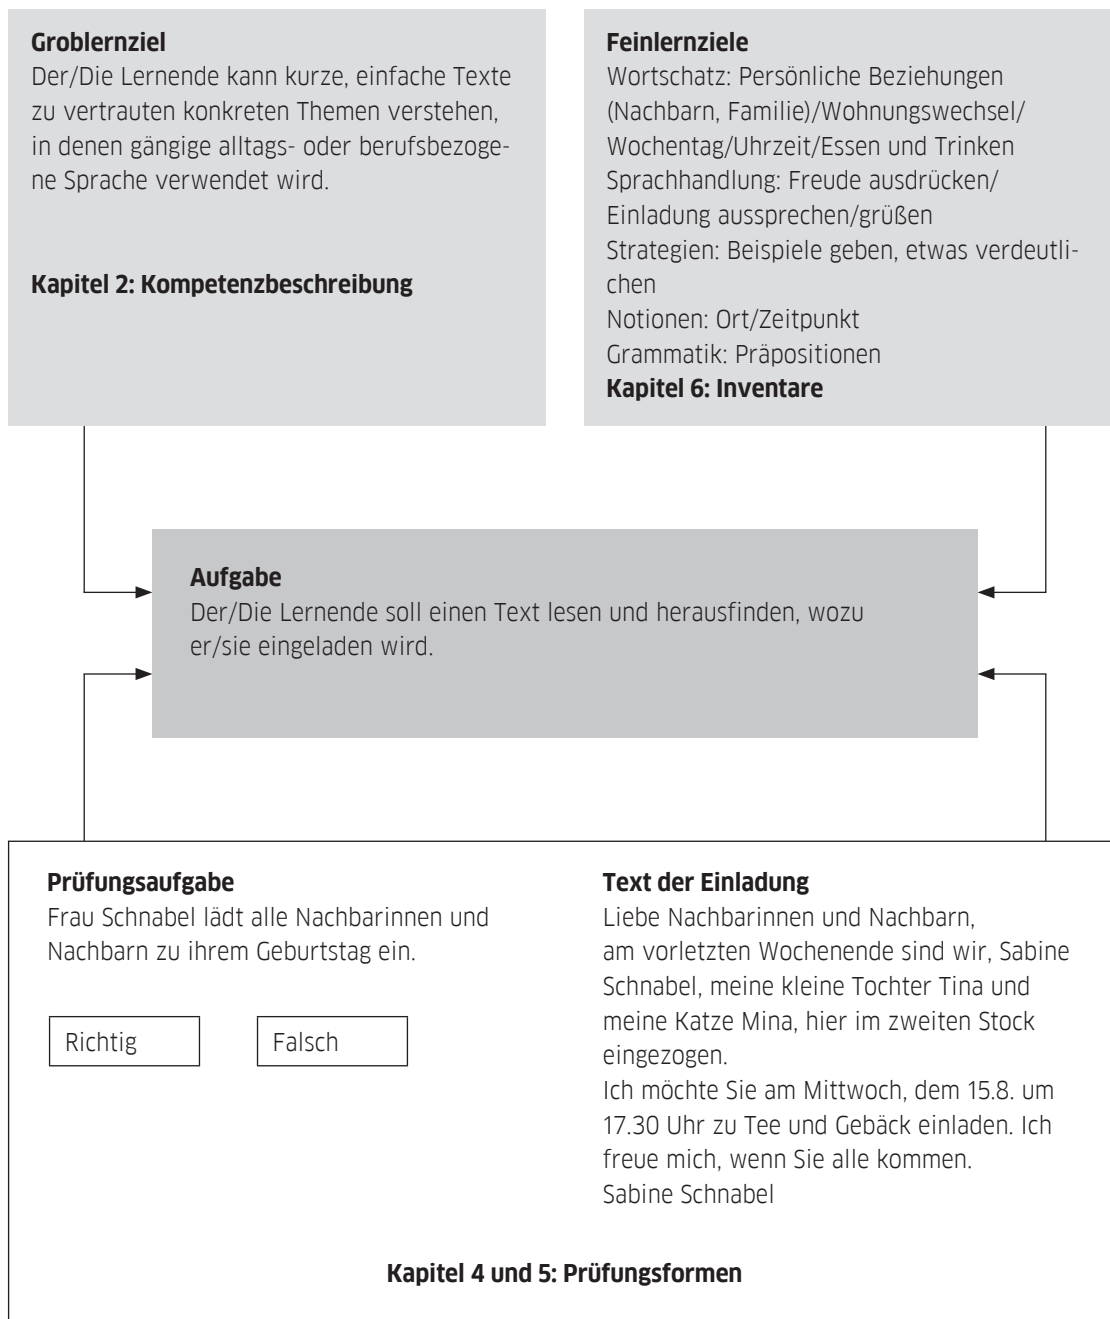 Groblernziel
Der/Die Lernende kann kurze, einfache Texte
zu vertrauten konkreten Themen verstehen,
in denen gängige alltags- oder berufsbezoge-
ne Sprache verwendet wird.
Kapitel 2: Kompetenzbeschreibung
Feinlernziele
Wortschatz: Persönliche Beziehungen
(Nachbarn, Familie)/Wohnungswechsel/
Wochentag/Uhrzeit/Essen und Trinken
Sprachhandlung: Freude ausdrücken/
Einladung aussprechen/grüßen
Strategien: Beispiele geben, etwas verdeutli-
chen
Notionen: Ort/Zeitpunkt
Grammatik: Präpositionen
Kapitel 6: Inventare
Aufgabe
Der/Die Lernende soll einen Text lesen und herausfinden, wozu
er/sie eingeladen wird.
Prüfungsaufgabe
Frau Schnabel lädt alle Nachbarinnen und
Nachbarn zu ihrem Geburtstag ein.
Richtig
Falsch
Text der Einladung
Liebe Nachbarinnen und Nachbarn,
am vorletzten Wochenende sind wir, Sabine
Schnabel, meine kleine Tochter Tina und
meine Katze Mina, hier im zweiten Stock
eingezogen.
Ich möchte Sie am Mittwoch, dem 15.8. um
17.30 Uhr zu Tee und Gebäck einladen. Ich
freue mich, wenn Sie alle kommen.
Sabine Schnabel
Kapitel 4 und 5: Prüfungsformen